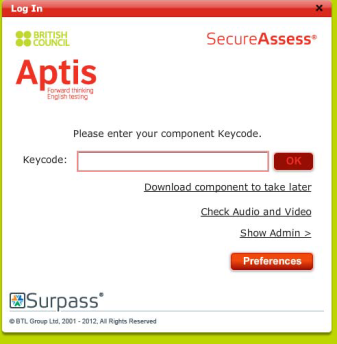 Log In
x
BRITISH
COUNCIL
SecureAssess®
Aptis
Forward thinking
English testing
Please enter your component Keycode.
Keycode:
OK
Download component to take later
Check Audio and Video
Show Admin >
Preferences
Surpass®
© BTL Group Ltd, 2001 - 2012, All Rights Reserved